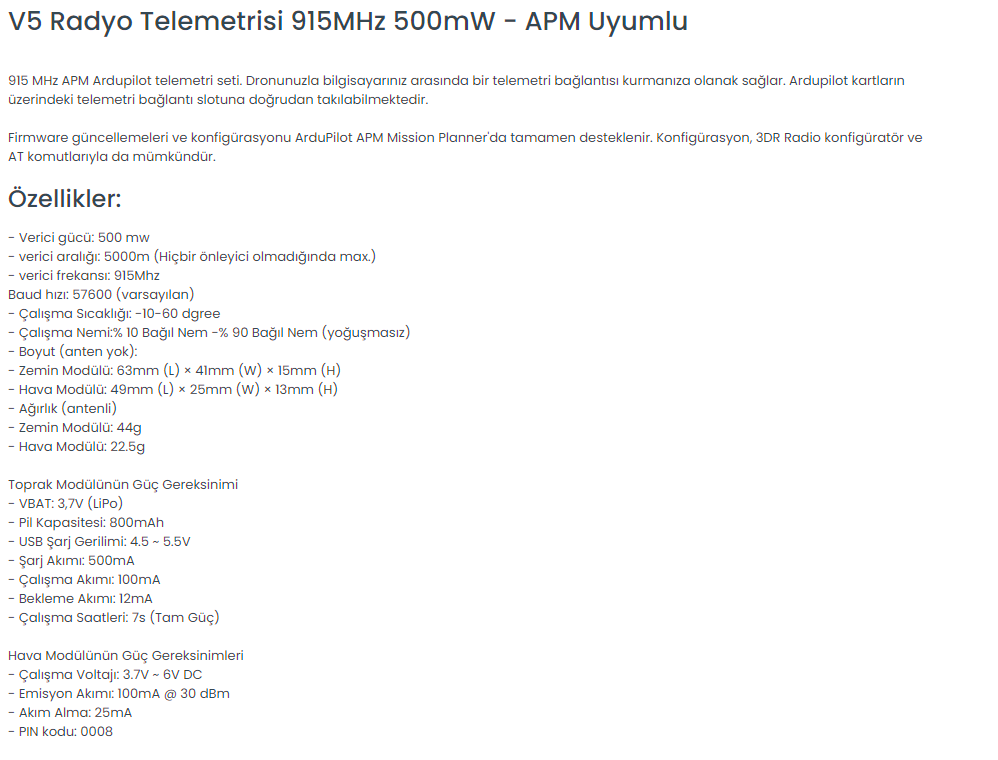 V5 Radyo Telemetrisi 915MHz 500mW - APM Uyumlu
915 MHz APM Ardupilot telemetri seti. Dronunuzla bilgisayarınız arasında bir telemetri bağlantısı kurmanıza olanak sağlar. Ardupilot kartların
üzerindeki telemetri bağlantı slotuna doğrudan takılabilmektedir.
Firmware güncellemeleri ve konfigürasyonu ArduPilot APM Mission Planner'da tamamen desteklenir. Konfigürasyon, 3DR Radio konfigüratör ve
AT komutlarıyla da mümkündür.
Özellikler:
- Verici gücü: 500 mw
- verici aralığı: 5000m (Hiçbir önleyici olmadığında max.)
- verici frekansı: 915Mhz
Baud hızı: 57600 (varsayılan)
- Çalışma Sıcaklığı: -10-60 dgree
- Çalışma Nemi:% 10 Bağıl Nem -% 90 Bağıl Nem (yoğuşmasız)
- Boyut (anten yok):
- Zemin Modülü: 63mm (L) × 41mm (W) × 15mm (H)
- Hava Modülü: 49mm (L) × 25mm (W) × 13mm (H)
- Ağırlık (antenli)
- Zemin Modülü: 44g
- Hava Modülü: 22.5g
Toprak Modülünün Güç Gereksinimi
- VBAT: 3,7V (LiPo)
- Pil Kapasitesi: 800mAh
- USB Şarj Gerilimi: 4.5 ~ 5.5V
- Şarj Akımı: 500mA
- Çalışma Akımı: 100mA
- Bekleme Akımı: 12mA
- Çalışma Saatleri: 7s (Tam Güç)
Hava Modülünün Güç Gereksinimleri
- Çalışma Voltajı: 3.7V ~ 6V DC
- Emisyon Akımı: 100mA @ 30 dBm
- Akım Alma: 25mA
- PIN kodu: 0008